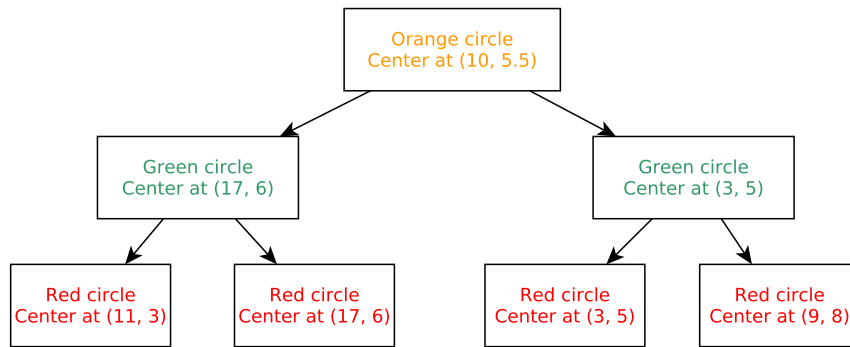 Orange circle
Center at (10, 5.5)
Green circle
Center at (17, 6)
Green circle
Center at (3, 5)
Red circle
Center at (11, 3)
Red circle
Center at (17, 6)
Red circle
Center at (3, 5)
Red circle
Center at (9, 8)